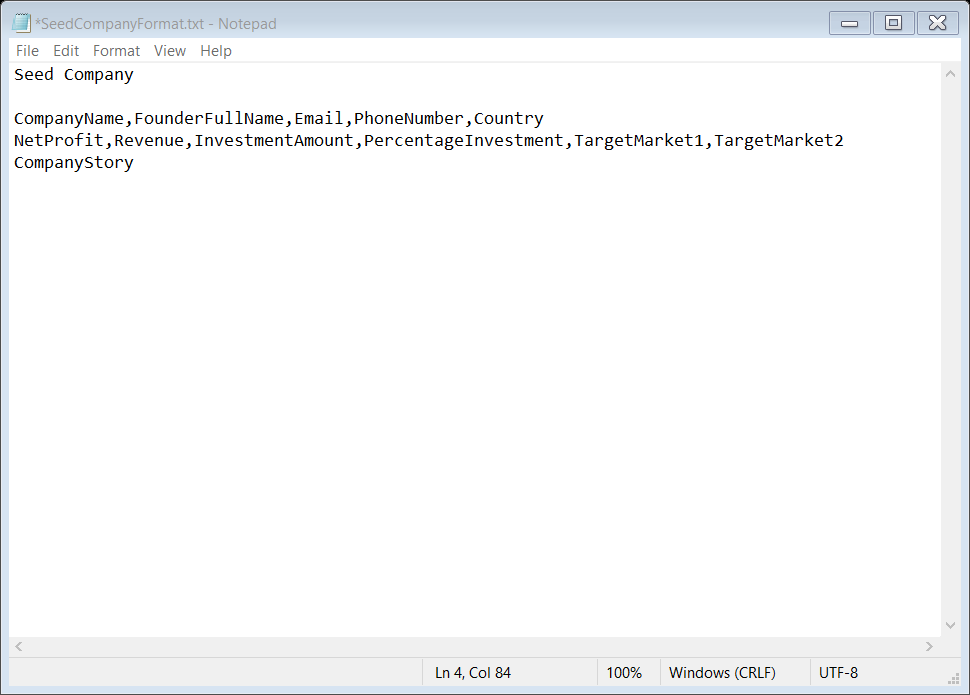 *SeedCompanyFormat.txt - Notepad
File Edit Format View Help
Seed Company
CompanyName,FounderFullName,Email,PhoneNumber,Country
NetProfit,Revenue,InvestmentAmount,PercentageInvestment,TargetMarket1,TargetMarket2
CompanyStory
Ln 4, Col 84 100% Windows (CRLF) UTF-8